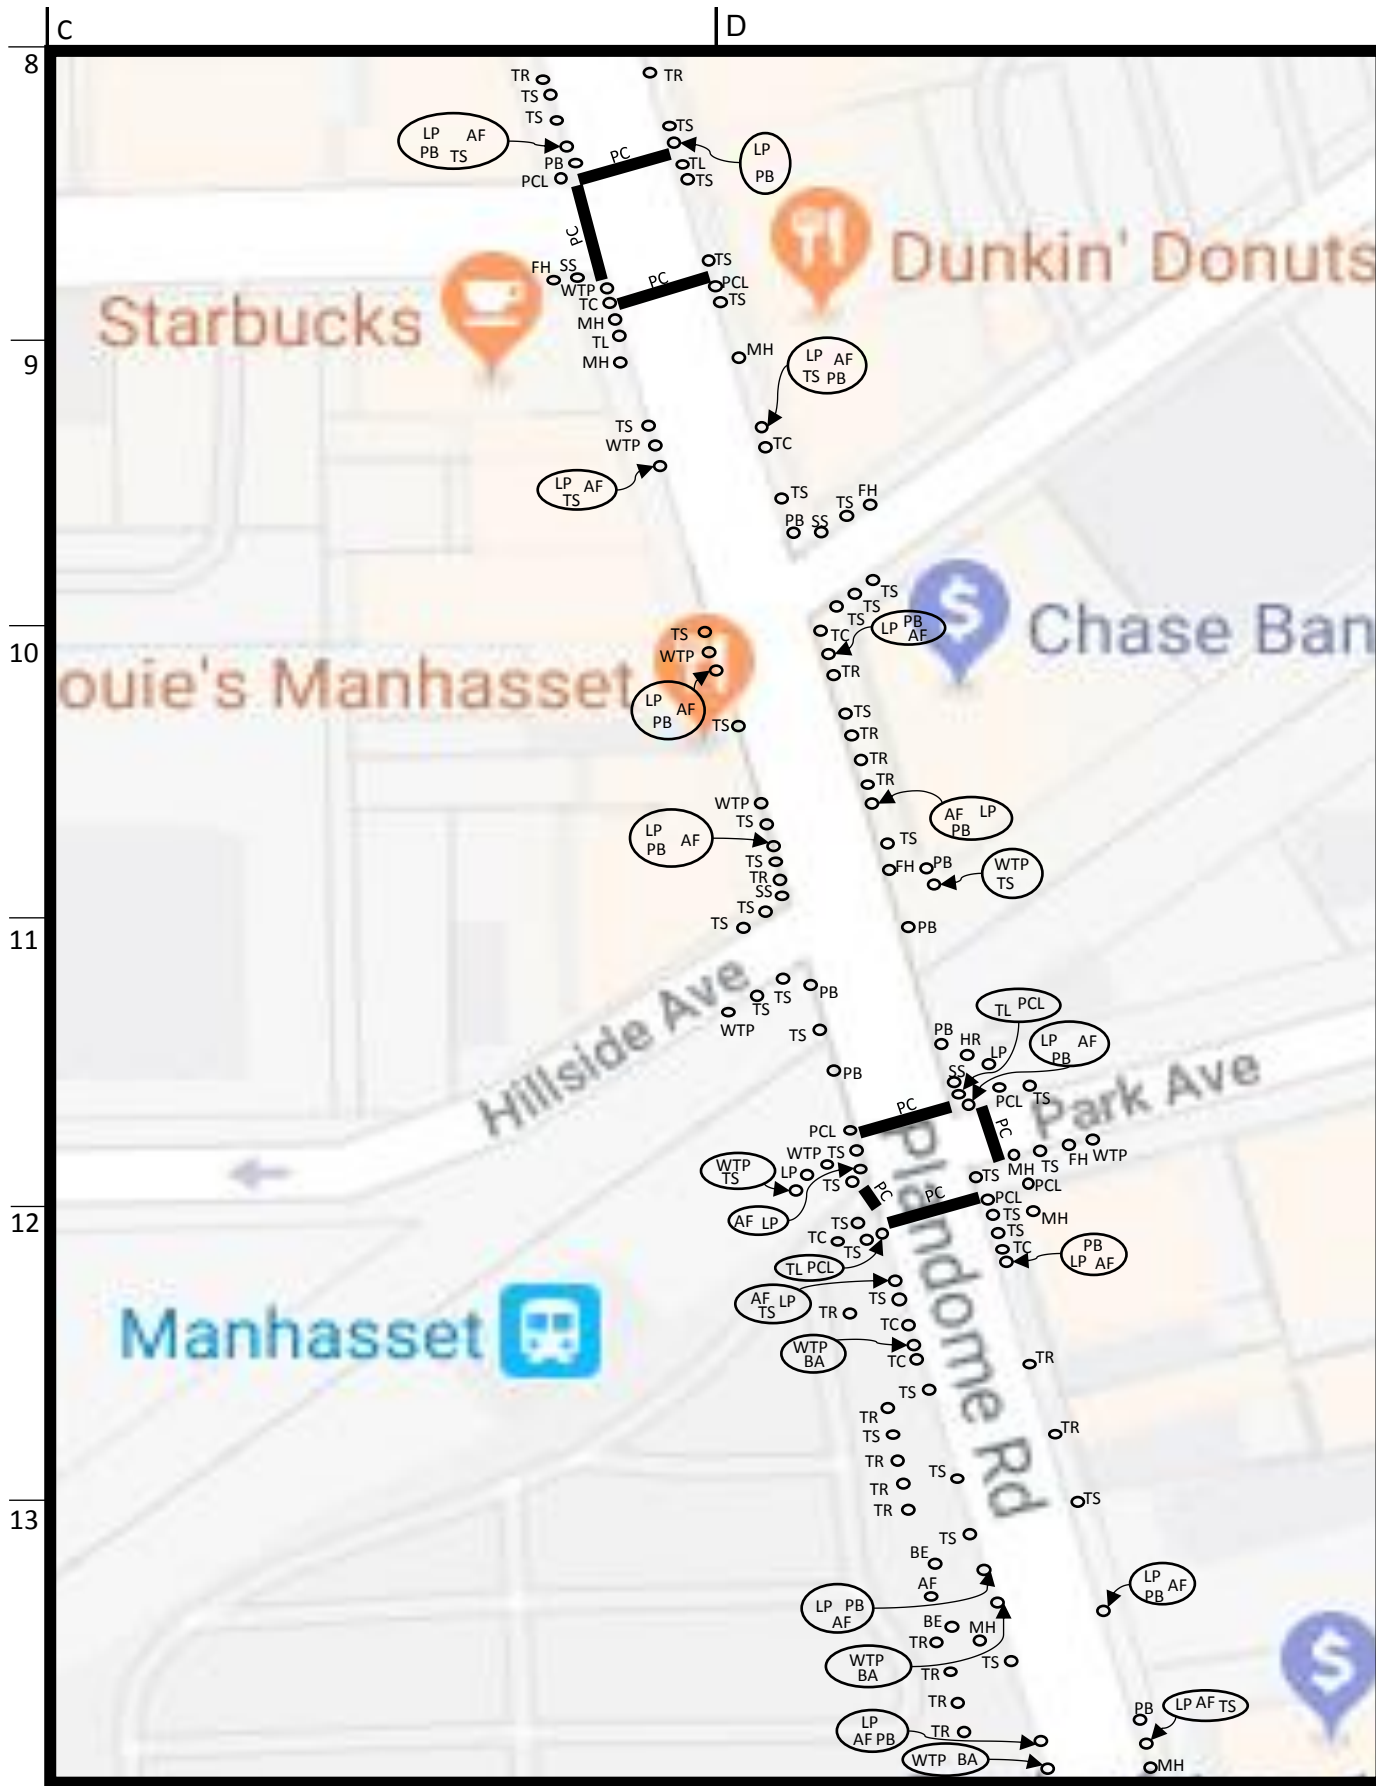 C D
8
TR TR
TS
TS TS
LP AF
PB TS
LP
PB
PB PC TL
PCL TS
PC
TS
FH SS
WTP PC PCL
TC TS
MH
TL
MH MH
Starbucks
Dunkin' Donuts
9
LP AF
TS PB
TS
WTP TC
LP AF
TS
TS TS FH
PB SS
TS
TS
TS
Chase Ban
10
TS TC
LP PB
AF
WTP TR
ouie's Manhasset
LP
AF
PB
TS TS
TR
TR
TR
WTP
AF LP
PB
TS
LP
PB AF
TS
TS FH PB
WTP
TS
TR
SS
TS
TS PB
11
Hillside Ave
TS PB
TS
WTP
TS
PB
TL PCL
PB HR LP
LP AF
PB
SS
PCL TS
Park Ave
PCL PC PC
WTP TS
MH TS FH WTP
WTP
TS
LP
TS
TS PCL
AF LP
PC PC PCL
12
TS TS MH
TC TS TS
TC
PB
LP AF
TL PCL
AF LP
TS
TS
TR
TC
WTP
BA
TC TR
Manhasset
Plandome Rd
TS
TR
TS TR
TR
TR TS
TR TS
13
TS
BE
AF
LP PB
AF
LP
PB AF
BE MH
TR
WTP
BA
TS
TR
TR
PB
LP AF TS
LP
AF PB
TR
WTP BA
MH